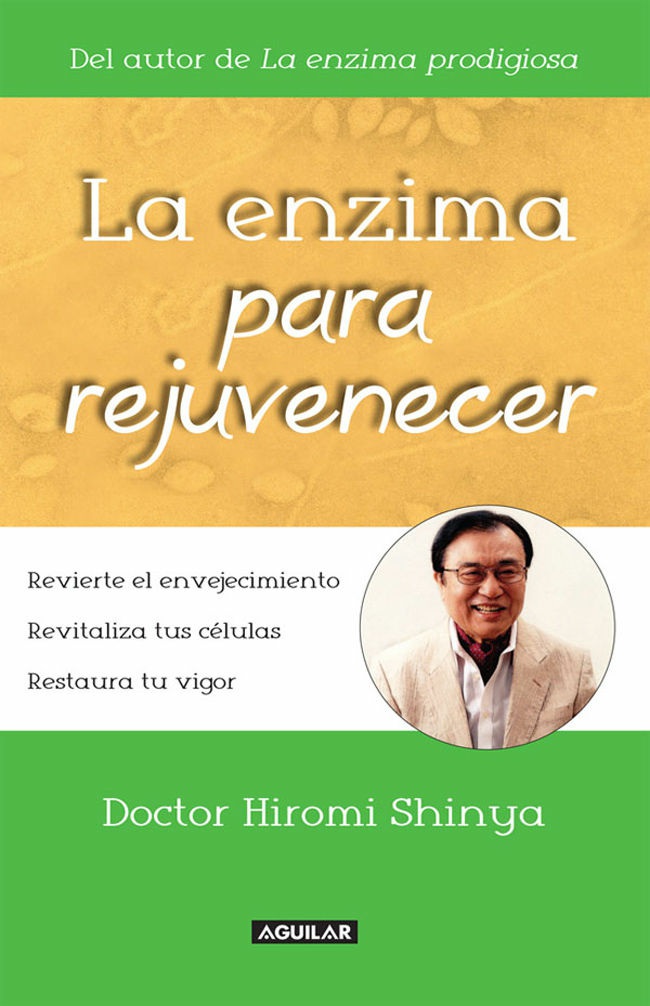 Del autor de La enzima prodigiosa
La enzima
para
rejuvenecer
Revierte el envejecimiento
Revitaliza tus células
Restaura tu vigor
Doctor Hiromi Shinya
AGUILAR